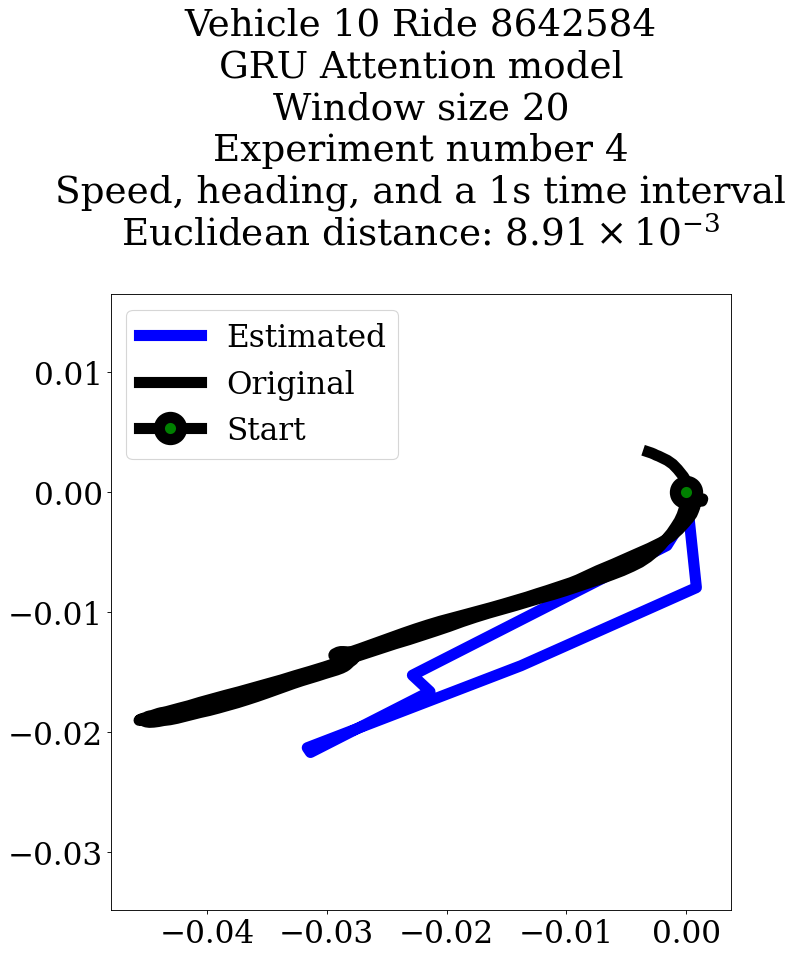 Vehicle 10 Ride 8642584
GRU Attention model
Window size 20
Experiment number 4
Speed, heading, and a 1s time interval
Euclidean distance: 8.91 × 10⁻³
Estimated
Original
Start
0.01
0.00
−0.01
−0.02
−0.03
−0.04 −0.03 −0.02 −0.01 0.00